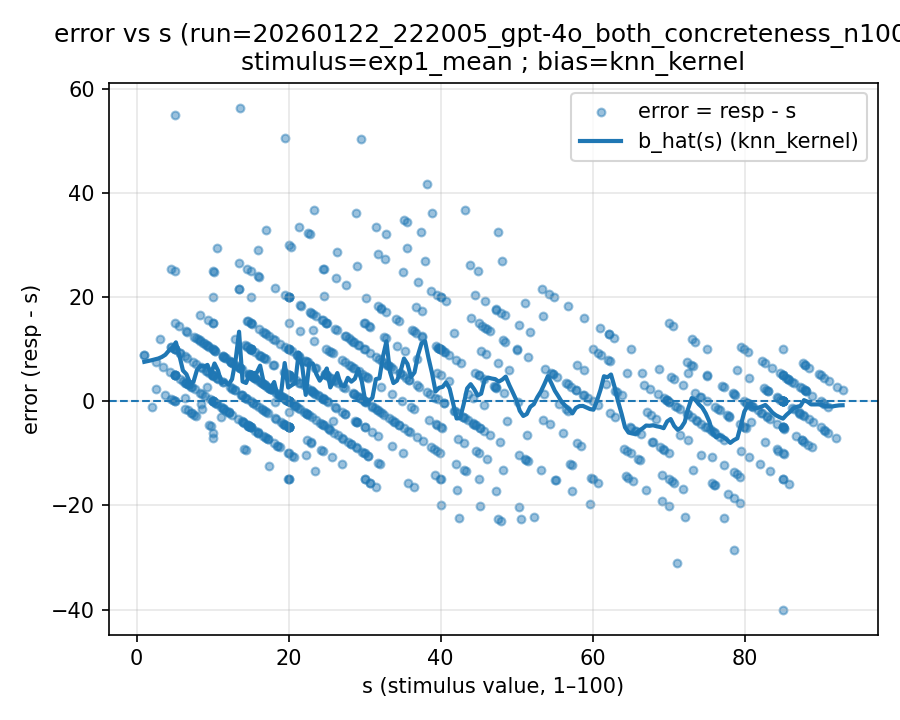 error vs s (run=20260122_222005_gpt-4o_both_concreteness_n100
stimulus=exp1_mean ; bias=knn_kernel
error = resp - s
b_hat(s) (knn_kernel)
error (resp - s)
60
40
20
0
−20
−40
0 20 40 60 80
s (stimulus value, 1–100)